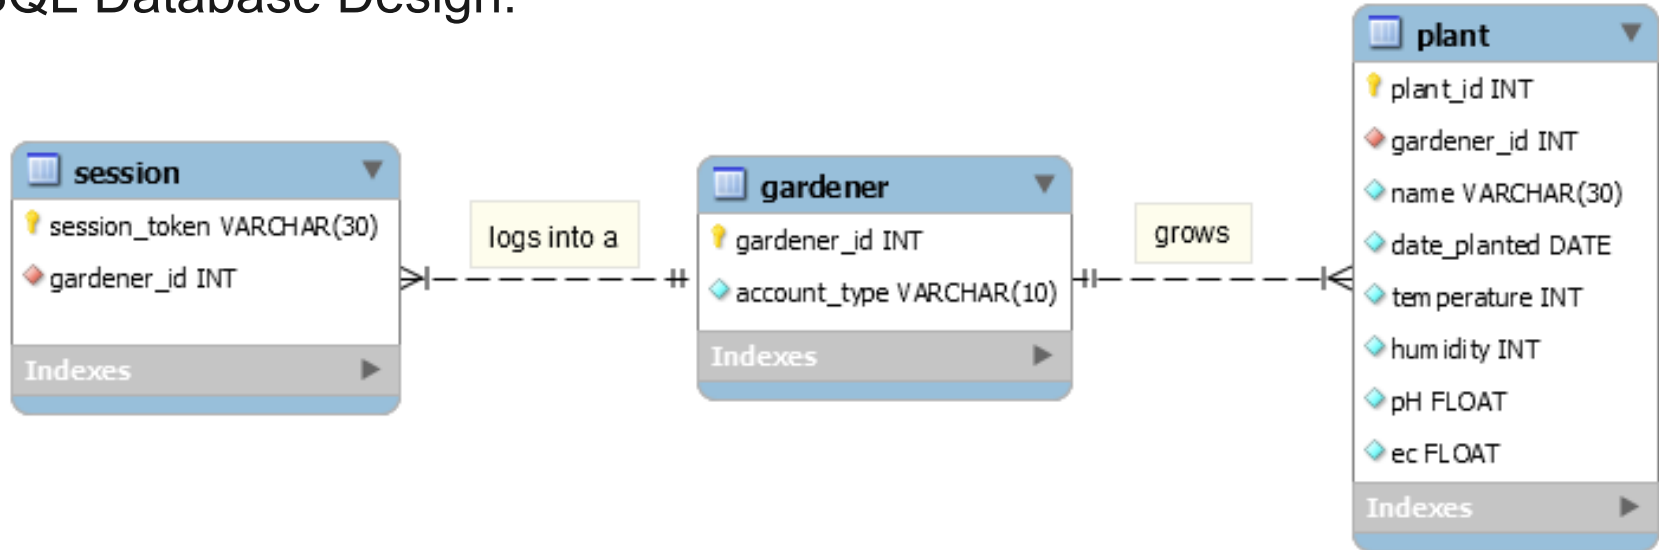 SQL Database Design:
session
session_token VARCHAR(30)
gardener_id INT
Indexes
logs into a
gardener
gardener_id INT
account_type VARCHAR(10)
Indexes
grows
plant
plant_id INT
gardener_id INT
name VARCHAR(30)
date_planted DATE
temperature INT
humidity INT
pH FLOAT
ec FLOAT
Indexes